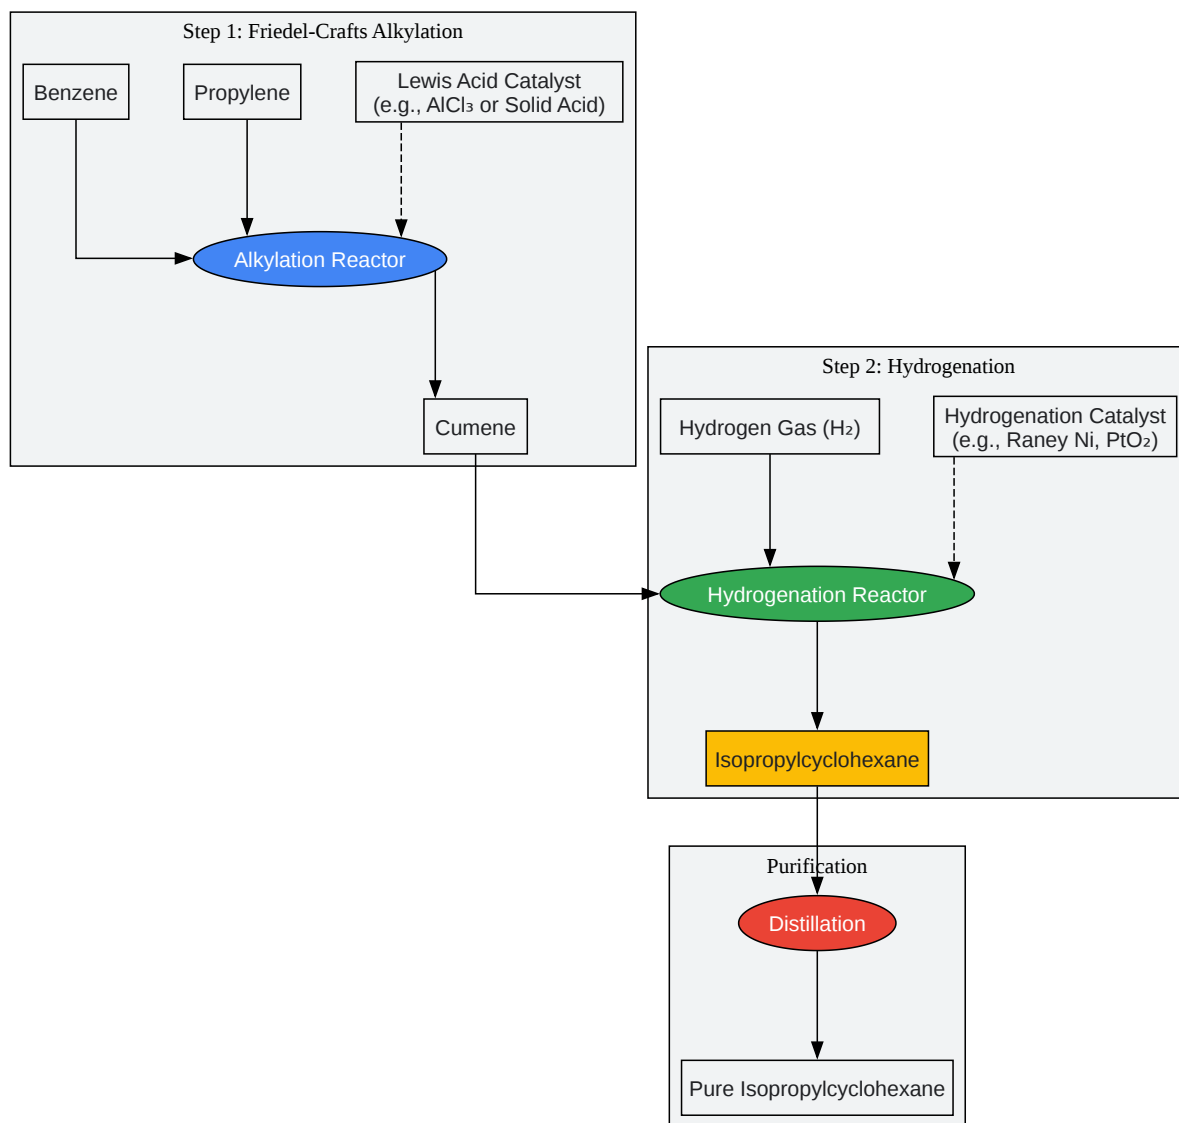 Step 1: Friedel-Crafts Alkylation
Benzene
Propylene
Lewis Acid Catalyst
(e.g., AlCl₃ or Solid Acid)
Alkylation Reactor
Cumene
Step 2: Hydrogenation
Hydrogen Gas (H₂)
Hydrogenation Catalyst
(e.g., Raney Ni, PtO₂)
Hydrogenation Reactor
Isopropylcyclohexane
Purification
Distillation
Pure Isopropylcyclohexane